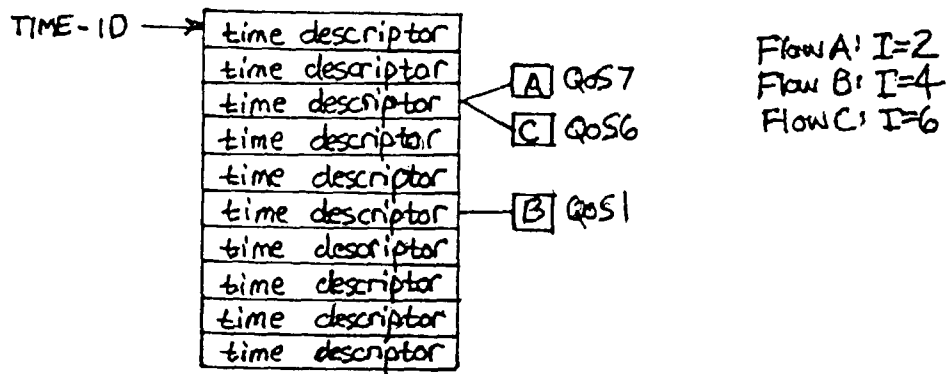 TIME-ID
time descriptor
time descriptor
time descriptor
time descriptor
time descriptor
time descriptor
time descriptor
time descriptor
time descriptor
time descriptor
A QoS7
C QoS6
B QoS1
Flow A: I=2
Flow B: I=4
Flow C: I=6